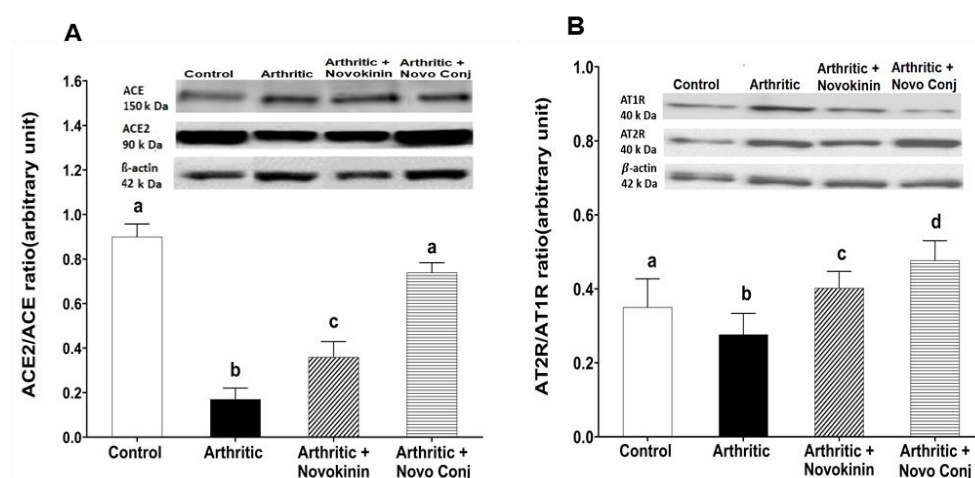 A
ACE2/ACE ratio(arbitrary unit)
1.6
1.4
1.2
1.0
0.8
0.6
0.4
0.2
0.0
Control
Arthritic
Arthritic +
Novokinin
Arthritic +
Novo Conj
ACE
150 k Da
ACE2
90 k Da
ß-actin
42 k Da
a
b
c
a
Control
Arthritic
Arthritic +
Novokinin
Arthritic +
Novo Conj
B
AT2R/AT1R ratio(arbitrary unit)
1.0
0.8
0.6
0.4
0.2
0.0
Control
Arthritic
Arthritic +
Novokinin
Arthritic +
Novo Conj
AT1R
40 k Da
AT2R
40 k Da
β-actin
42 k Da
a
b
c
d
Control
Arthritic
Arthritic +
Novokinin
Arthritic +
Novo Conj